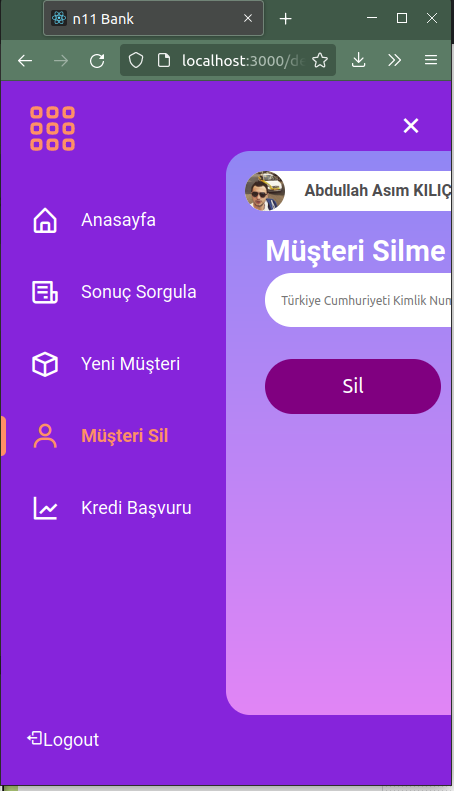 n11 Bank
localhost:3000/de
Anasayfa
Sonuç Sorgula
Yeni Müşteri
Müşteri Sil
Kredi Başvuru
Logout
Abdullah Asım KILIÇ
Müşteri Silme
Türkiye Cumhuriyeti Kimlik Num
Sil